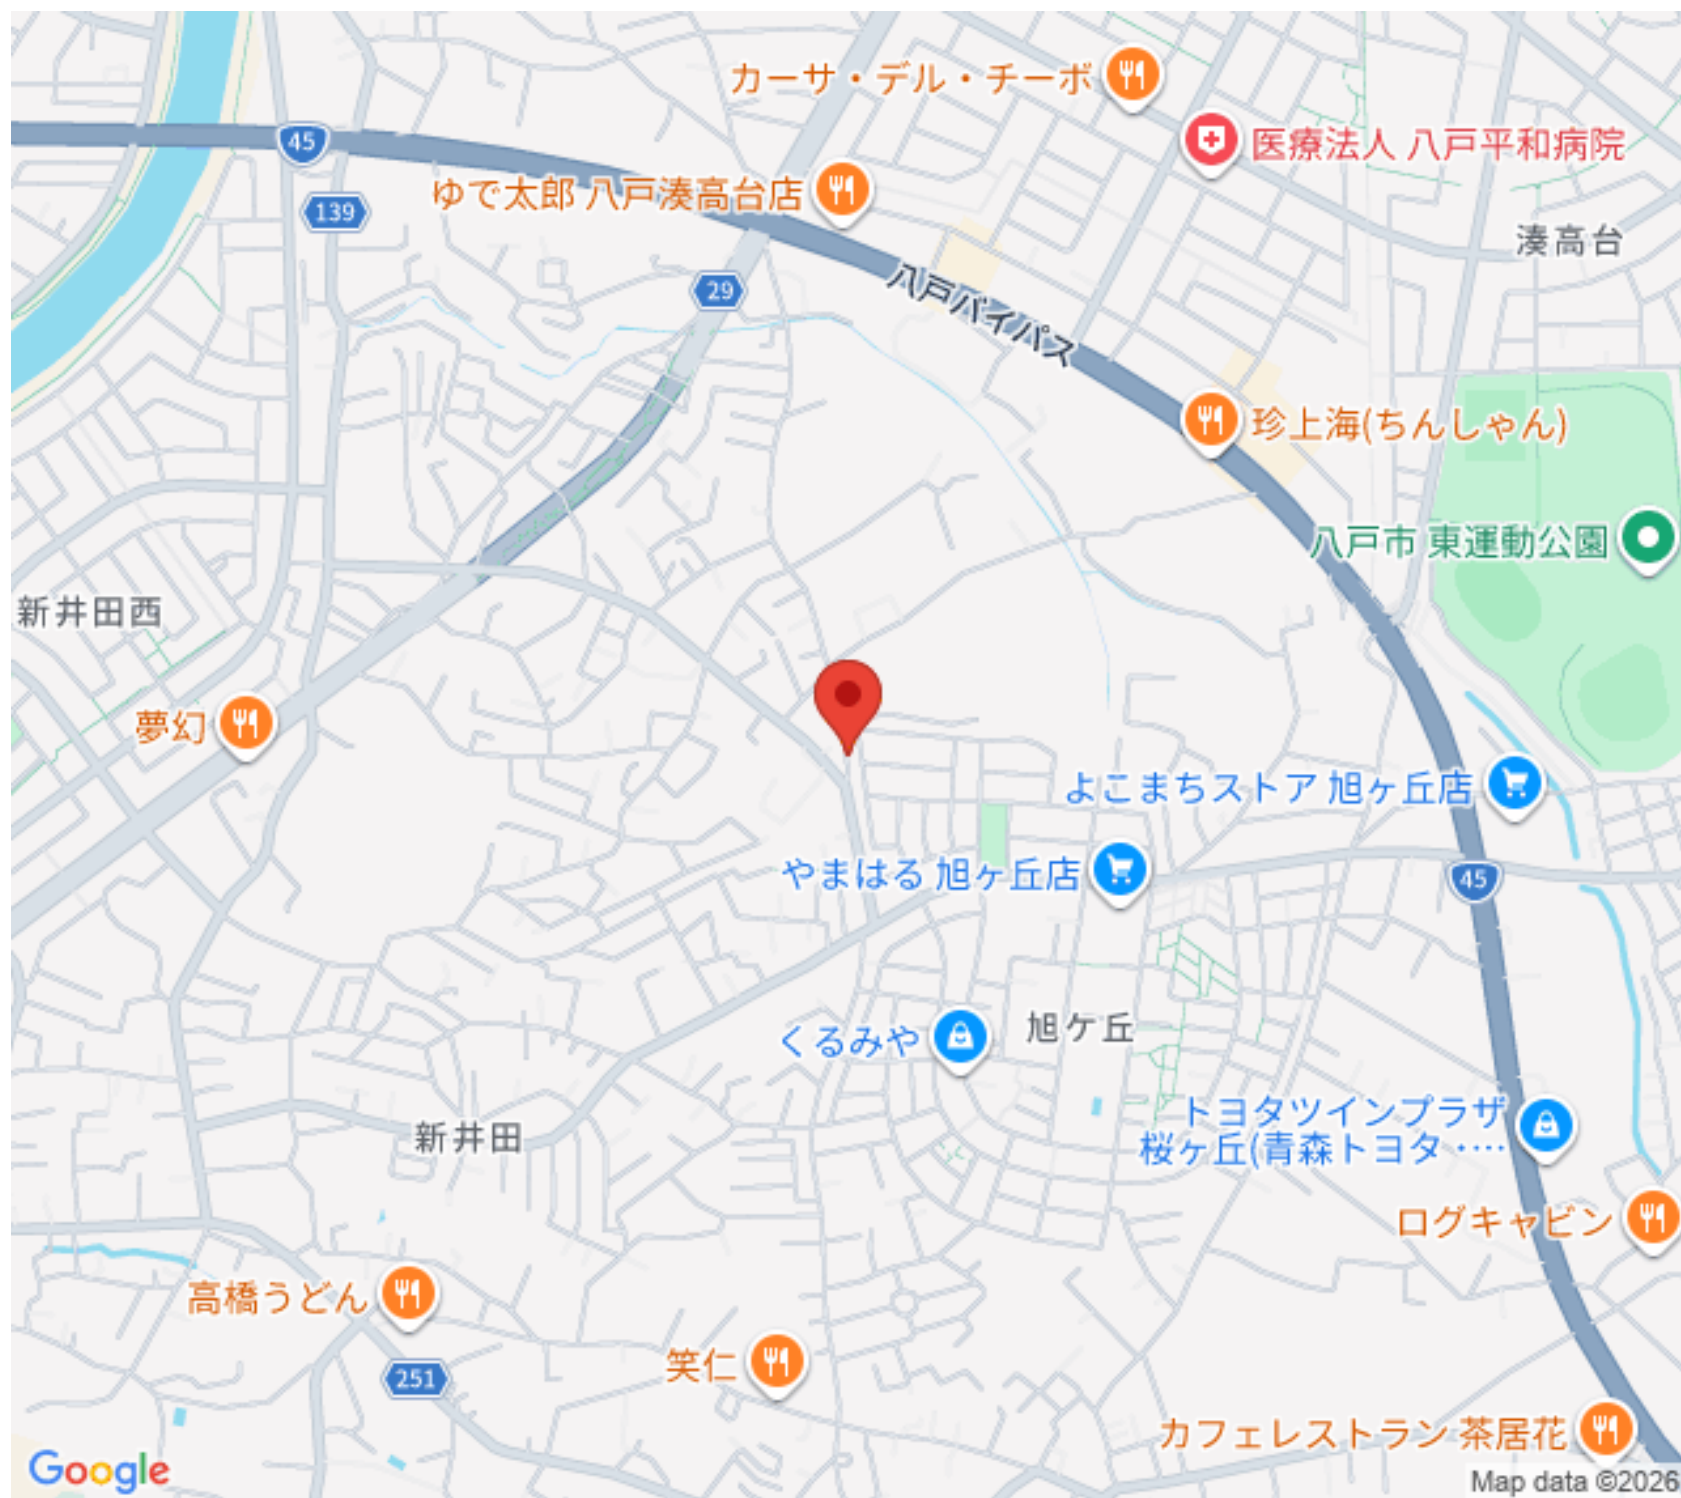 カーサ・デル・チーボ
45
医療法人 八戸平和病院
ゆで太郎 八戸湊高台店
139
湊高台
29
八戸バイパス
珍上海(ちんしゃん)
八戸市 東運動公園
新井田西
夢幻
よこまちストア 旭ヶ丘店
やまはる 旭ヶ丘店
45
旭ケ丘
くるみや
トヨタツインプラザ
桜ヶ丘(青森トヨタ ‥‥
新井田
ログキャビン
高橋うどん
笑仁
251
カフェレストラン 茶居花
Google
Map data ©2026